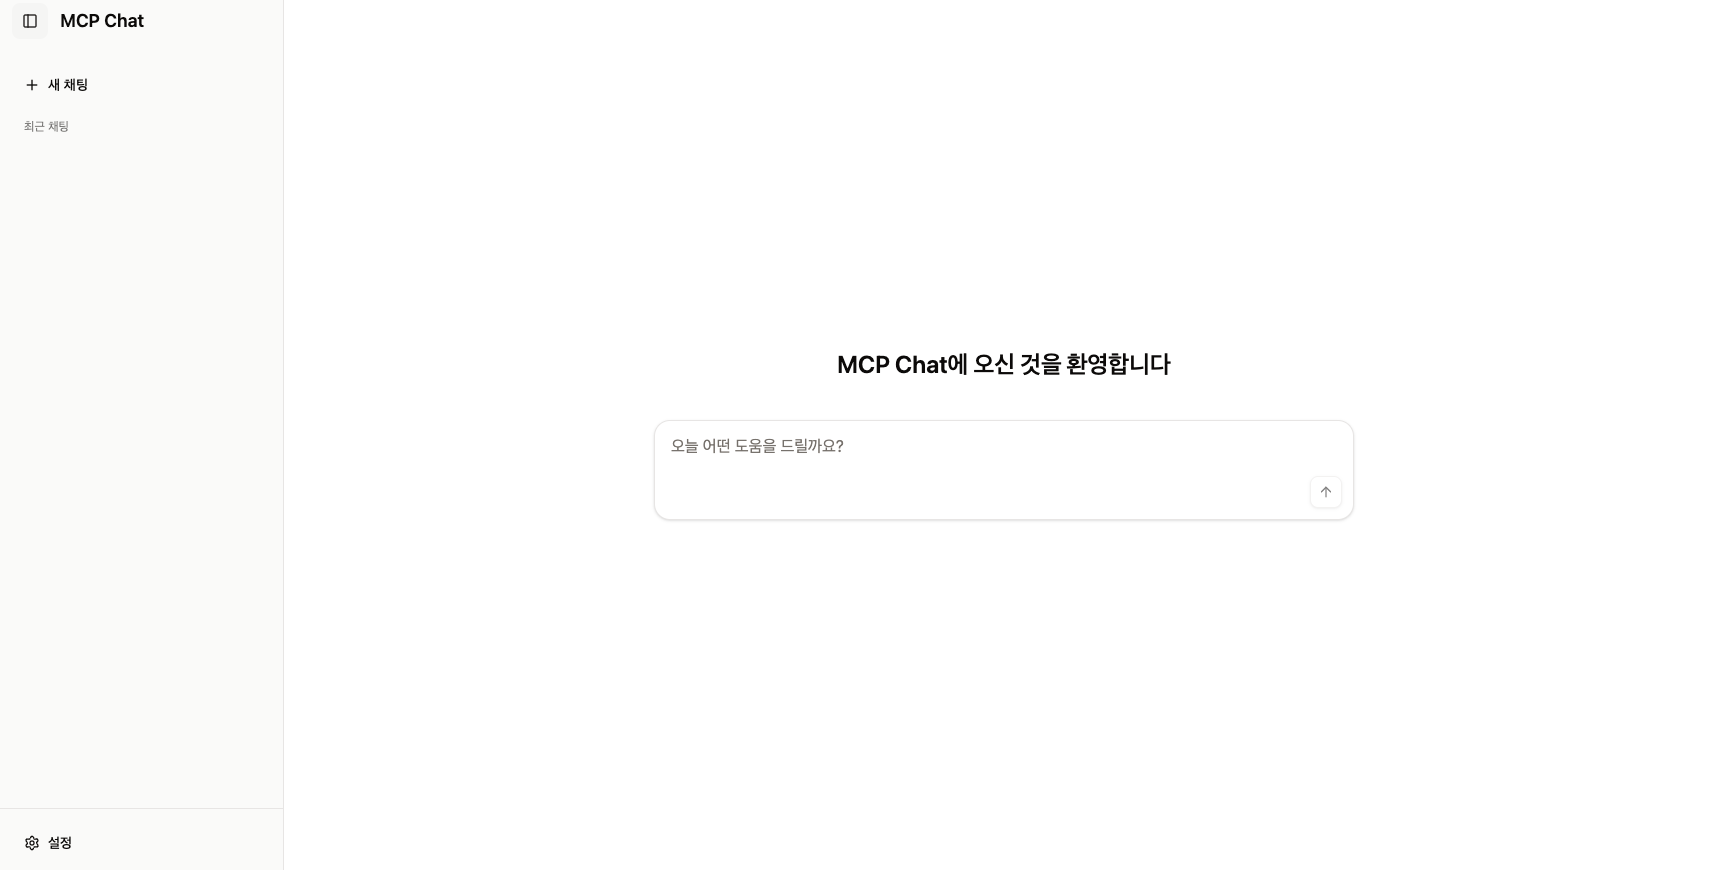 MCP Chat
새 채팅
최근 채팅
MCP Chat에 오신 것을 환영합니다
오늘 어떤 도움을 드릴까요?
설정